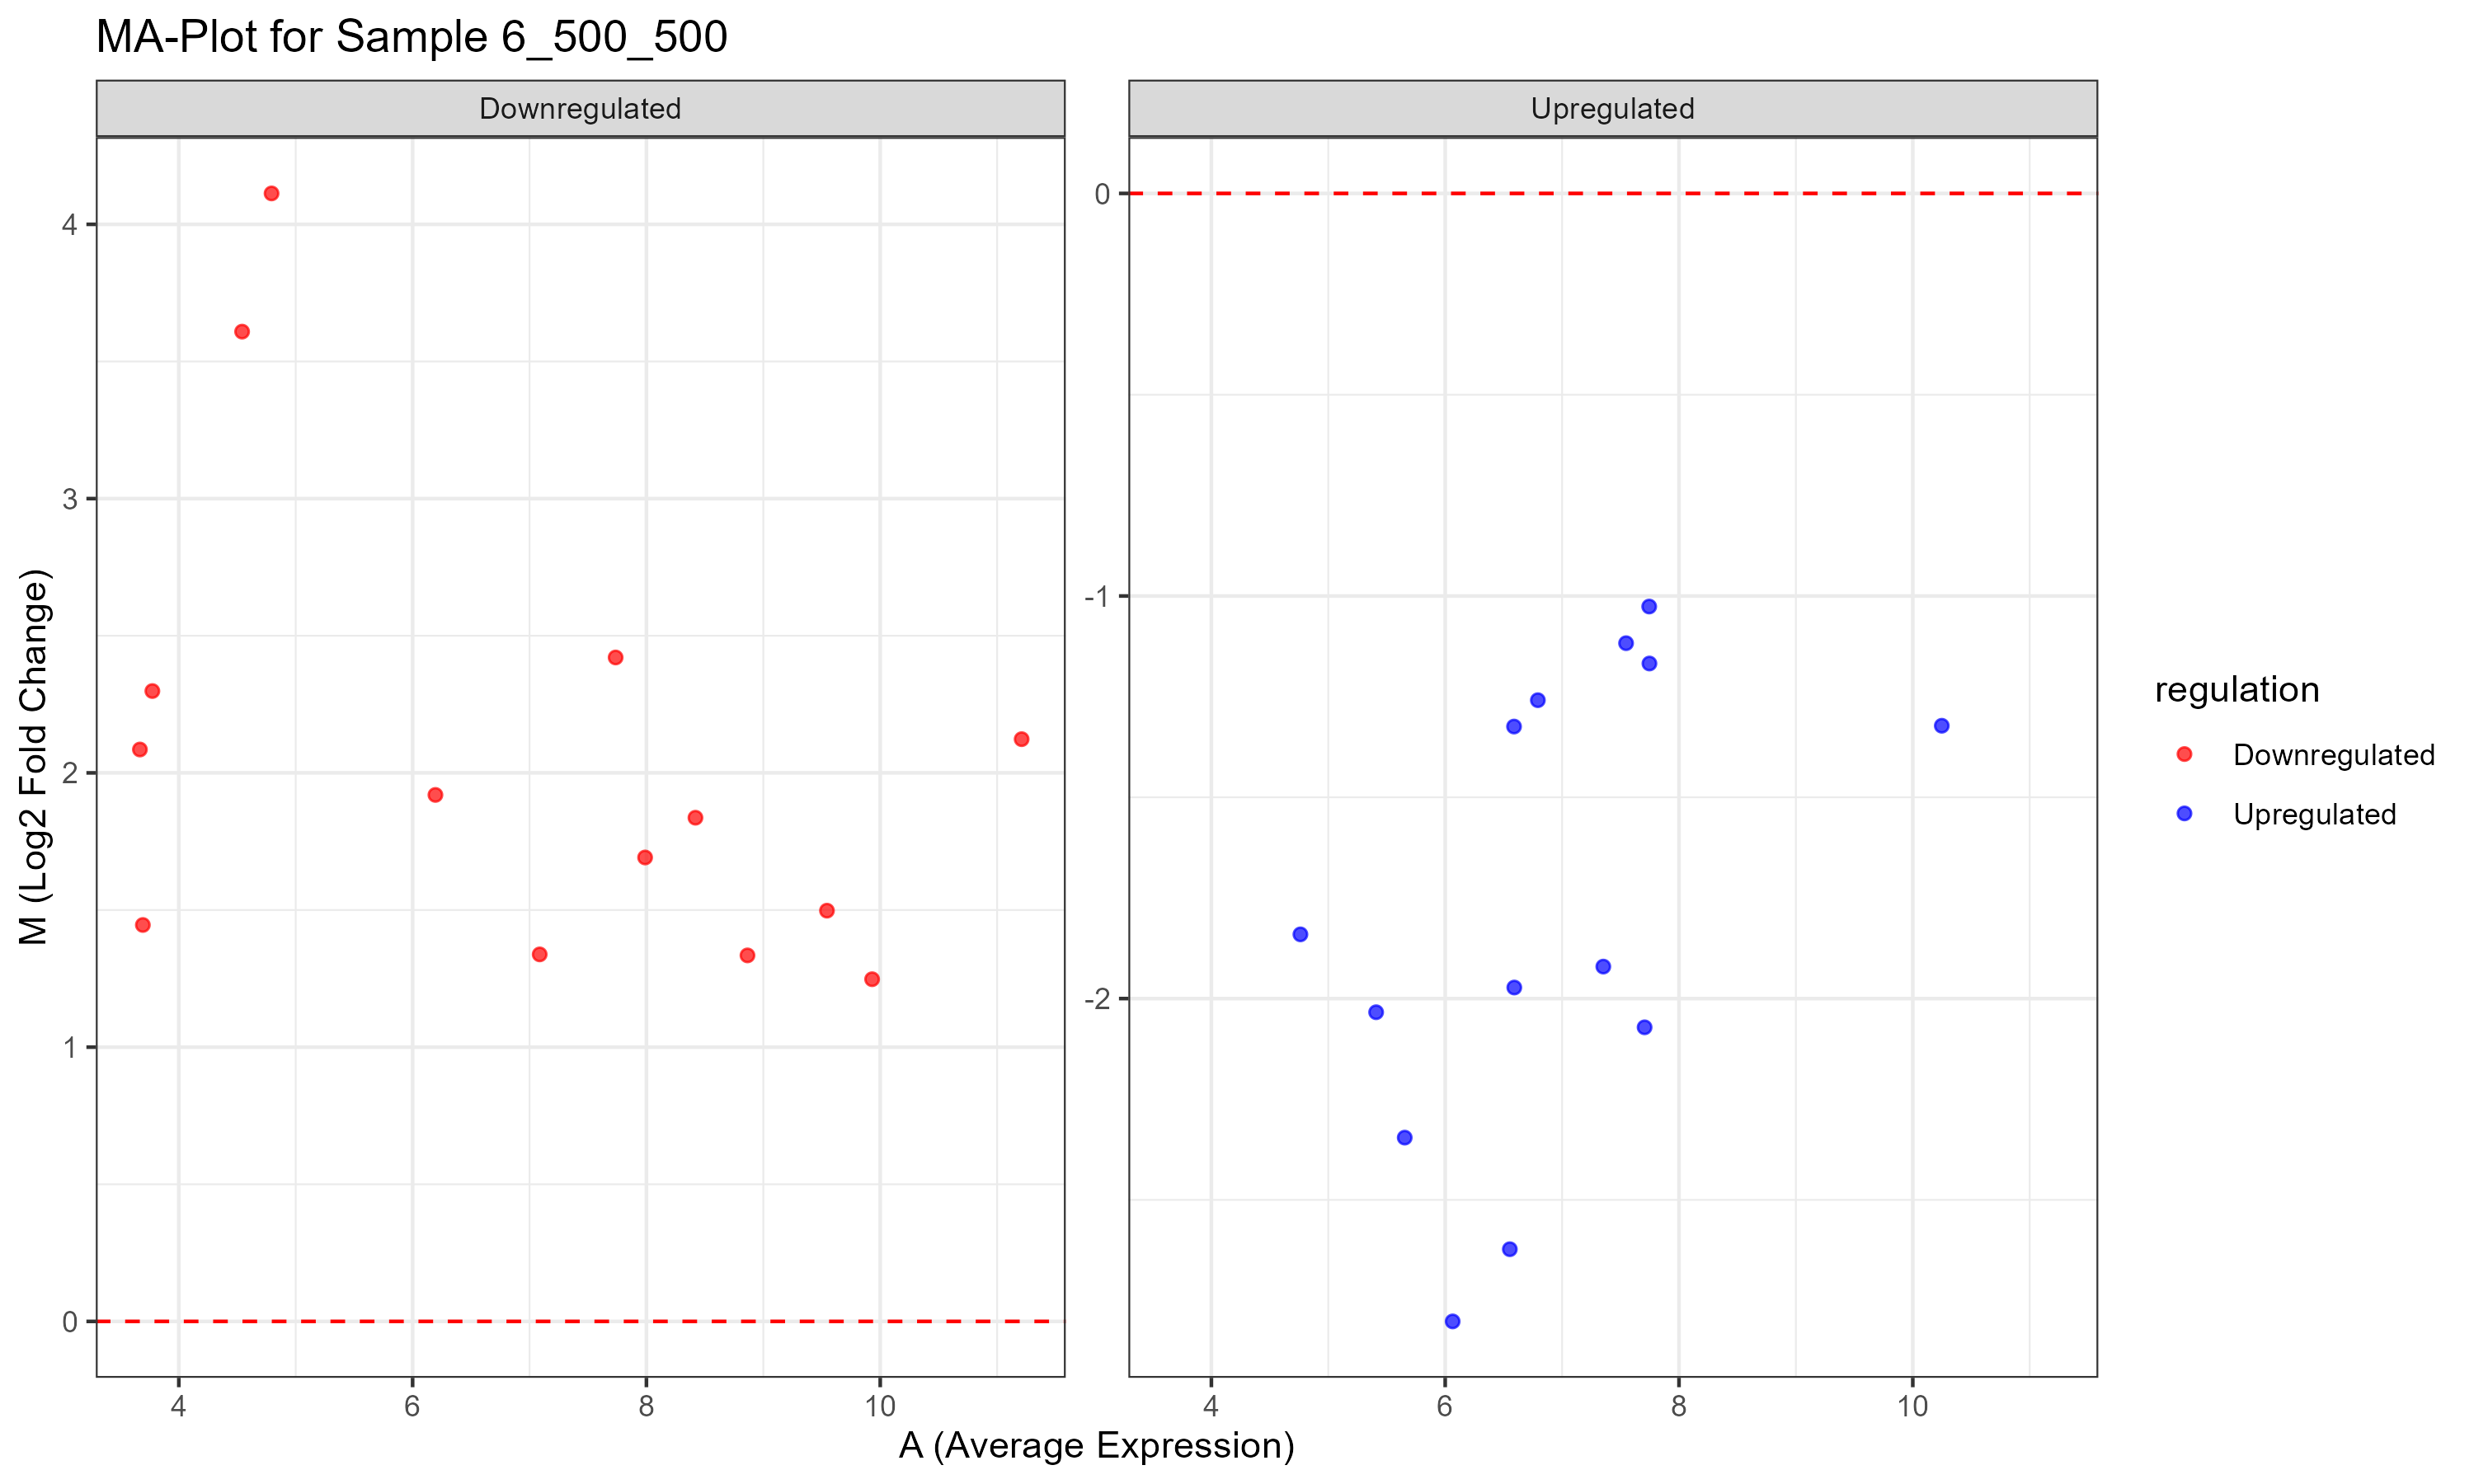 MA-Plot for Sample 6_500_500
Downregulated
Upregulated
M (Log2 Fold Change)
4
3
2
1
0
0
-1
-2
4
6
8
10
4
6
8
10
A (Average Expression)
regulation
Downregulated
Upregulated